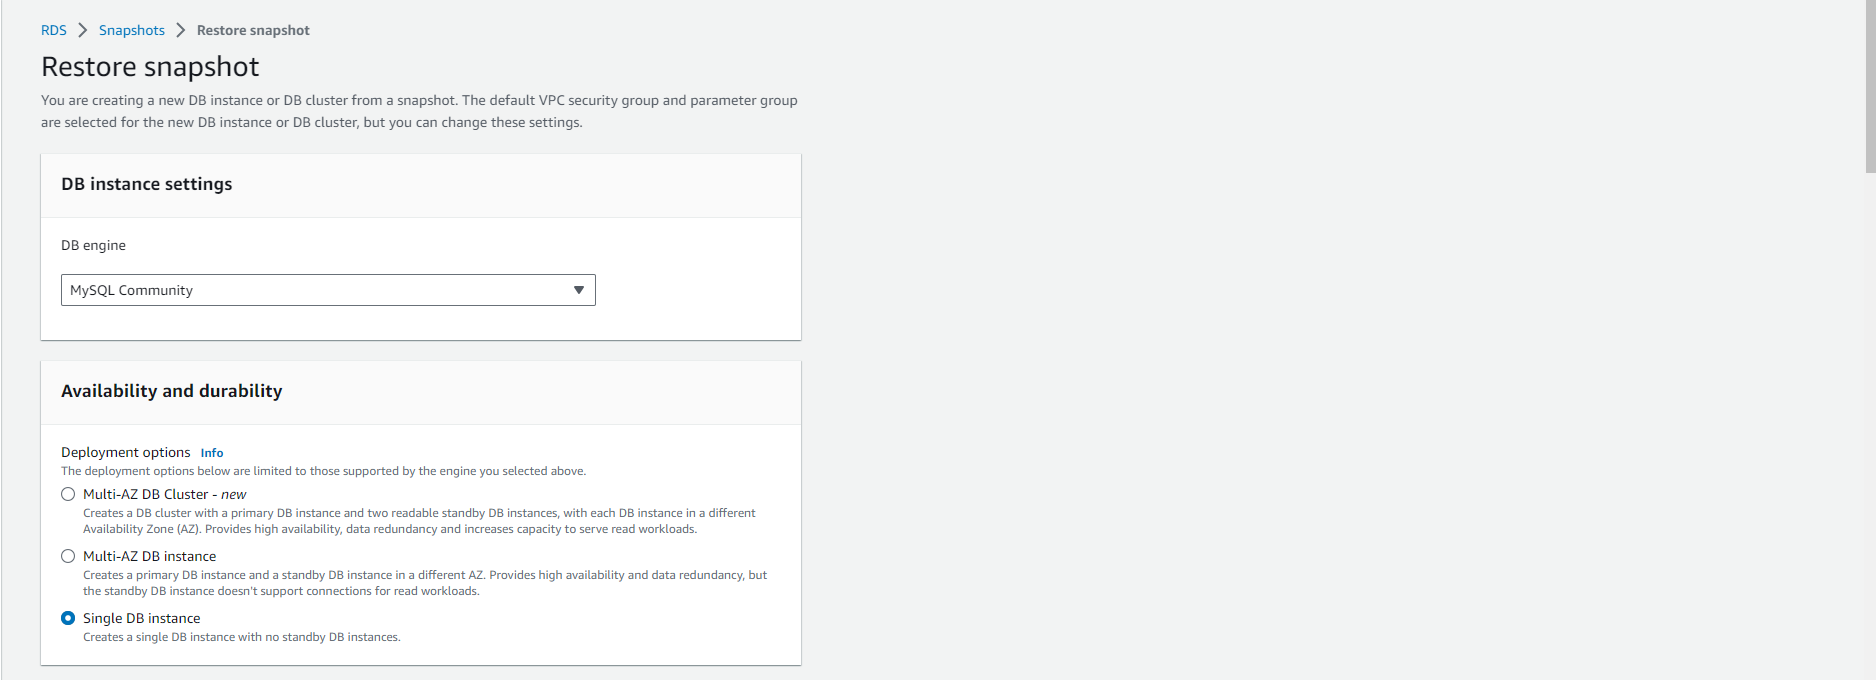 RDS > Snapshots > Restore snapshot
Restore snapshot
You are creating a new DB instance or DB cluster from a snapshot. The default VPC security group and parameter group
are selected for the new DB instance or DB cluster, but you can change these settings.
DB instance settings
DB engine
MySQL Community
Availability and durability
Deployment options Info
The deployment options below are limited to those supported by the engine you selected above.
Multi-AZ DB Cluster - new
Creates a DB cluster with a primary DB instance and two readable standby DB instances, with each DB instance in a different
Availability Zone (AZ). Provides high availability, data redundancy and increases capacity to serve read workloads.
Multi-AZ DB instance
Creates a primary DB instance and a standby DB instance in a different AZ. Provides high availability and data redundancy, but
the standby DB instance doesn't support connections for read workloads.
Single DB instance
Creates a single DB instance with no standby DB instances.